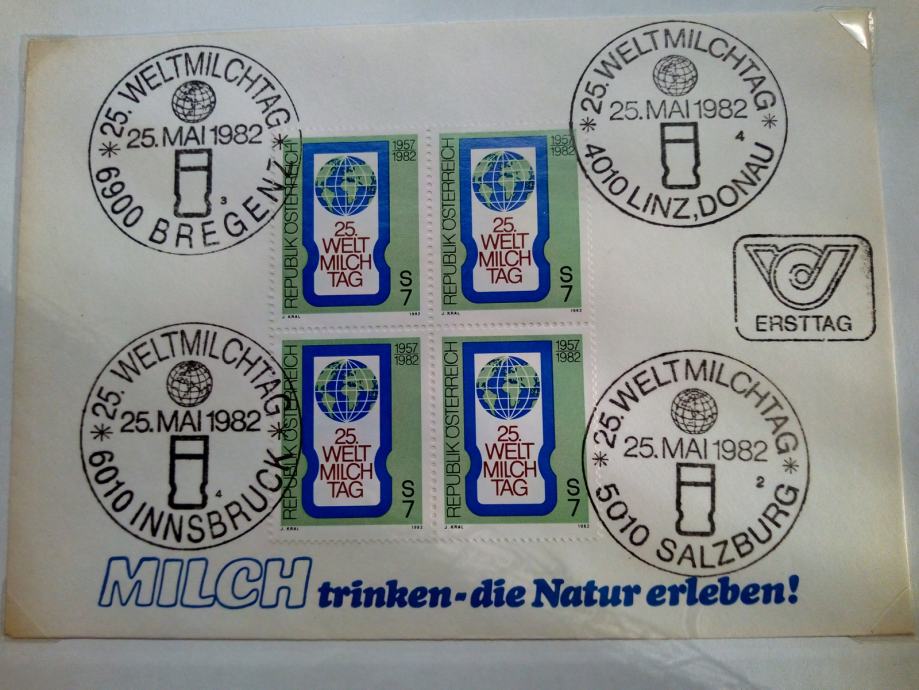 25. WELTMILCHTAG
25. MAI 1982
3
6900 BREGENZ
25. WELTMILCHTAG
25. MAI 1982
4
4010 LINZ, DONAU
REPUBLIK ÖSTERREICH
1957
1982
25.
WELT
MILCH
TAG
S
7
J. KRAL
1982
REPUBLIK ÖSTERREICH
1957
1982
25.
WELT
MILCH
TAG
S
7
J. KRAL
1982
ERSTTAG
25. WELTMILCHTAG
25. MAI 1982
4
6010 INNSBRUCK
REPUBLIK ÖSTERREICH
1957
1982
25.
WELT
MILCH
TAG
S
7
J. KRAL
1982
REPUBLIK ÖSTERREICH
1957
1982
25.
WELT
MILCH
TAG
S
7
J. KRAL
1982
25. WELTMILCHTAG
25. MAI 1982
2
5010 SALZBURG
MILCH trinken-die Natur erleben!